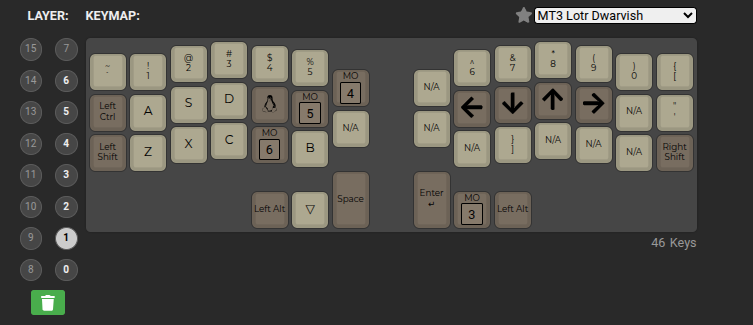 LAYER: KEYMAP: MT3 Lotr Dwarvish
15 7
14 6
13 5
12 4
11 3
10 2
9 1
8 0
_ ! @ # $ % ^ & * ( ) {
- 1 2 3 4 5 6 7 8 9 0 [
MO
4
N/A
Left Ctrl A S D MO N/A "
5 '
N/A N/A
Left Shift Z X C MO B N/A } N/A N/A N/A Right Shift
6 ]
Left Alt ▽ Space Enter MO Left Alt
↵ 3
46 Keys